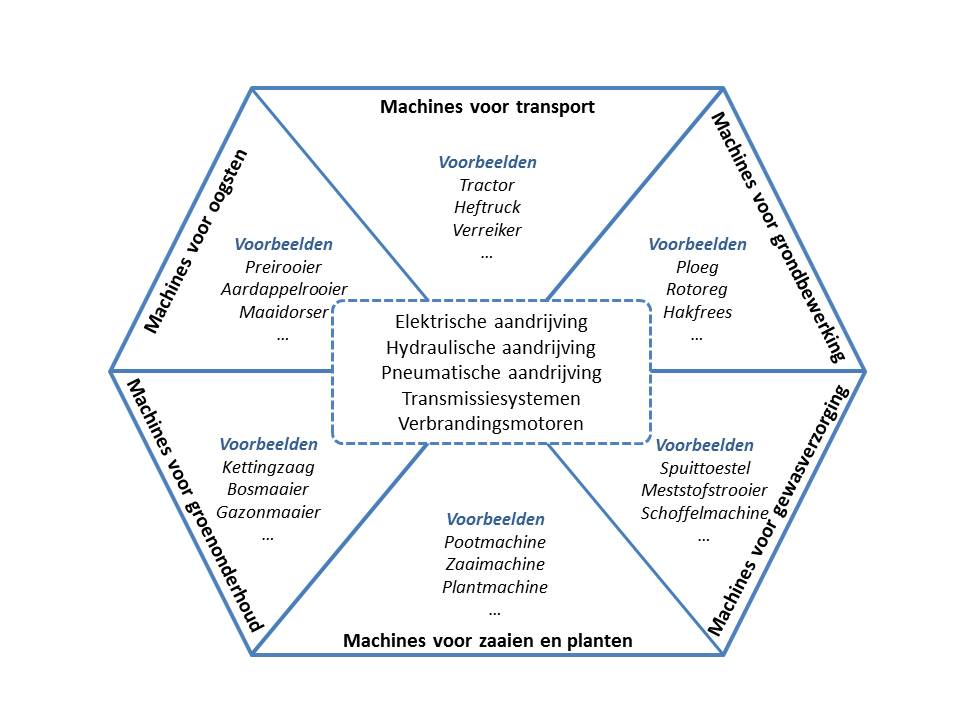 Machines voor transport
Voorbeelden
Tractor
Heftruck
Verreiker
...
Machines voor grondbewerking
Voorbeelden
Ploeg
Rotoreg
Hakfrees
...
Machines voor gewasverzorging
Voorbeelden
Spuittoestel
Meststofstrooier
Schoffelmachine
...
Machines voor zaaien en planten
Voorbeelden
Pootmachine
Zaaimachine
Plantmachine
...
Machines voor groenonderhoud
Voorbeelden
Kettingzaag
Bosmaaier
Gazonmaaier
...
Machines voor oogsten
Voorbeelden
Preirooier
Aardappelrooier
Maaidorser
...
Elektrische aandrijving
Hydraulische aandrijving
Pneumatische aandrijving
Transmissiesystemen
Verbrandingsmotoren